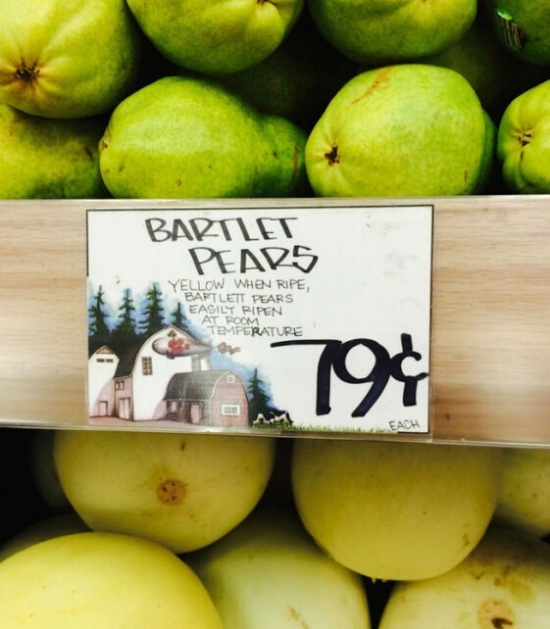 BARTLET
PEARS
YELLOW WHEN RIPE,
BARTLETT PEARS
EASILY RIPEN
AT ROOM
TEMPERATURE
79¢
EACH